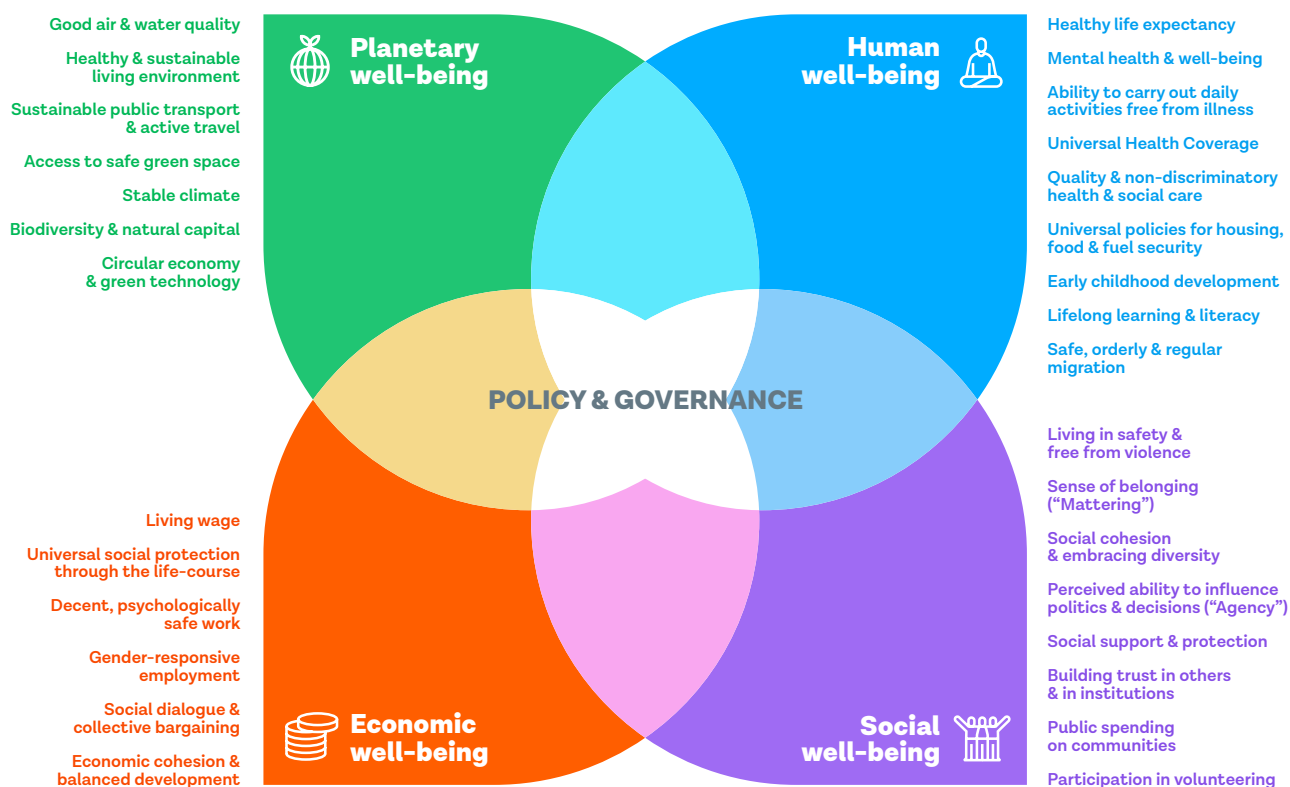 Good air & water quality
Healthy & sustainable
living environment
Sustainable public transport
& active travel
Access to safe green space
Stable climate
Biodiversity & natural capital
Circular economy
& green technology
Planetary
well-being
Human
well-being
Healthy life expectancy
Mental health & well-being
Ability to carry out daily
activities free from illness
Universal Health Coverage
Quality & non-discriminatory
health & social care
Universal policies for housing,
food & fuel security
Early childhood development
Lifelong learning & literacy
Safe, orderly & regular
migration
POLICY & GOVERNANCE
Living wage
Universal social protection
through the life-course
Decent, psychologically
safe work
Gender-responsive
employment
Social dialogue &
collective bargaining
Economic cohesion &
balanced development
Economic
well-being
Social
well-being
Living in safety &
free from violence
Sense of belonging
(“Mattering”)
Social cohesion
& embracing diversity
Perceived ability to influence
politics & decisions (“Agency”)
Social support & protection
Building trust in others
& in institutions
Public spending
on communities
Participation in volunteering